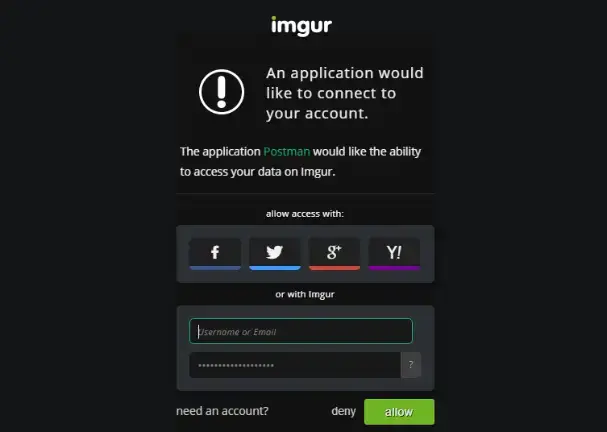 imgur
An application would
like to connect to
your account.
The application Postman would like the ability
to access your data on Imgur.
allow access with:
f
8+
Y!
or with Imgur
Username or Email
?
need an account? deny allow